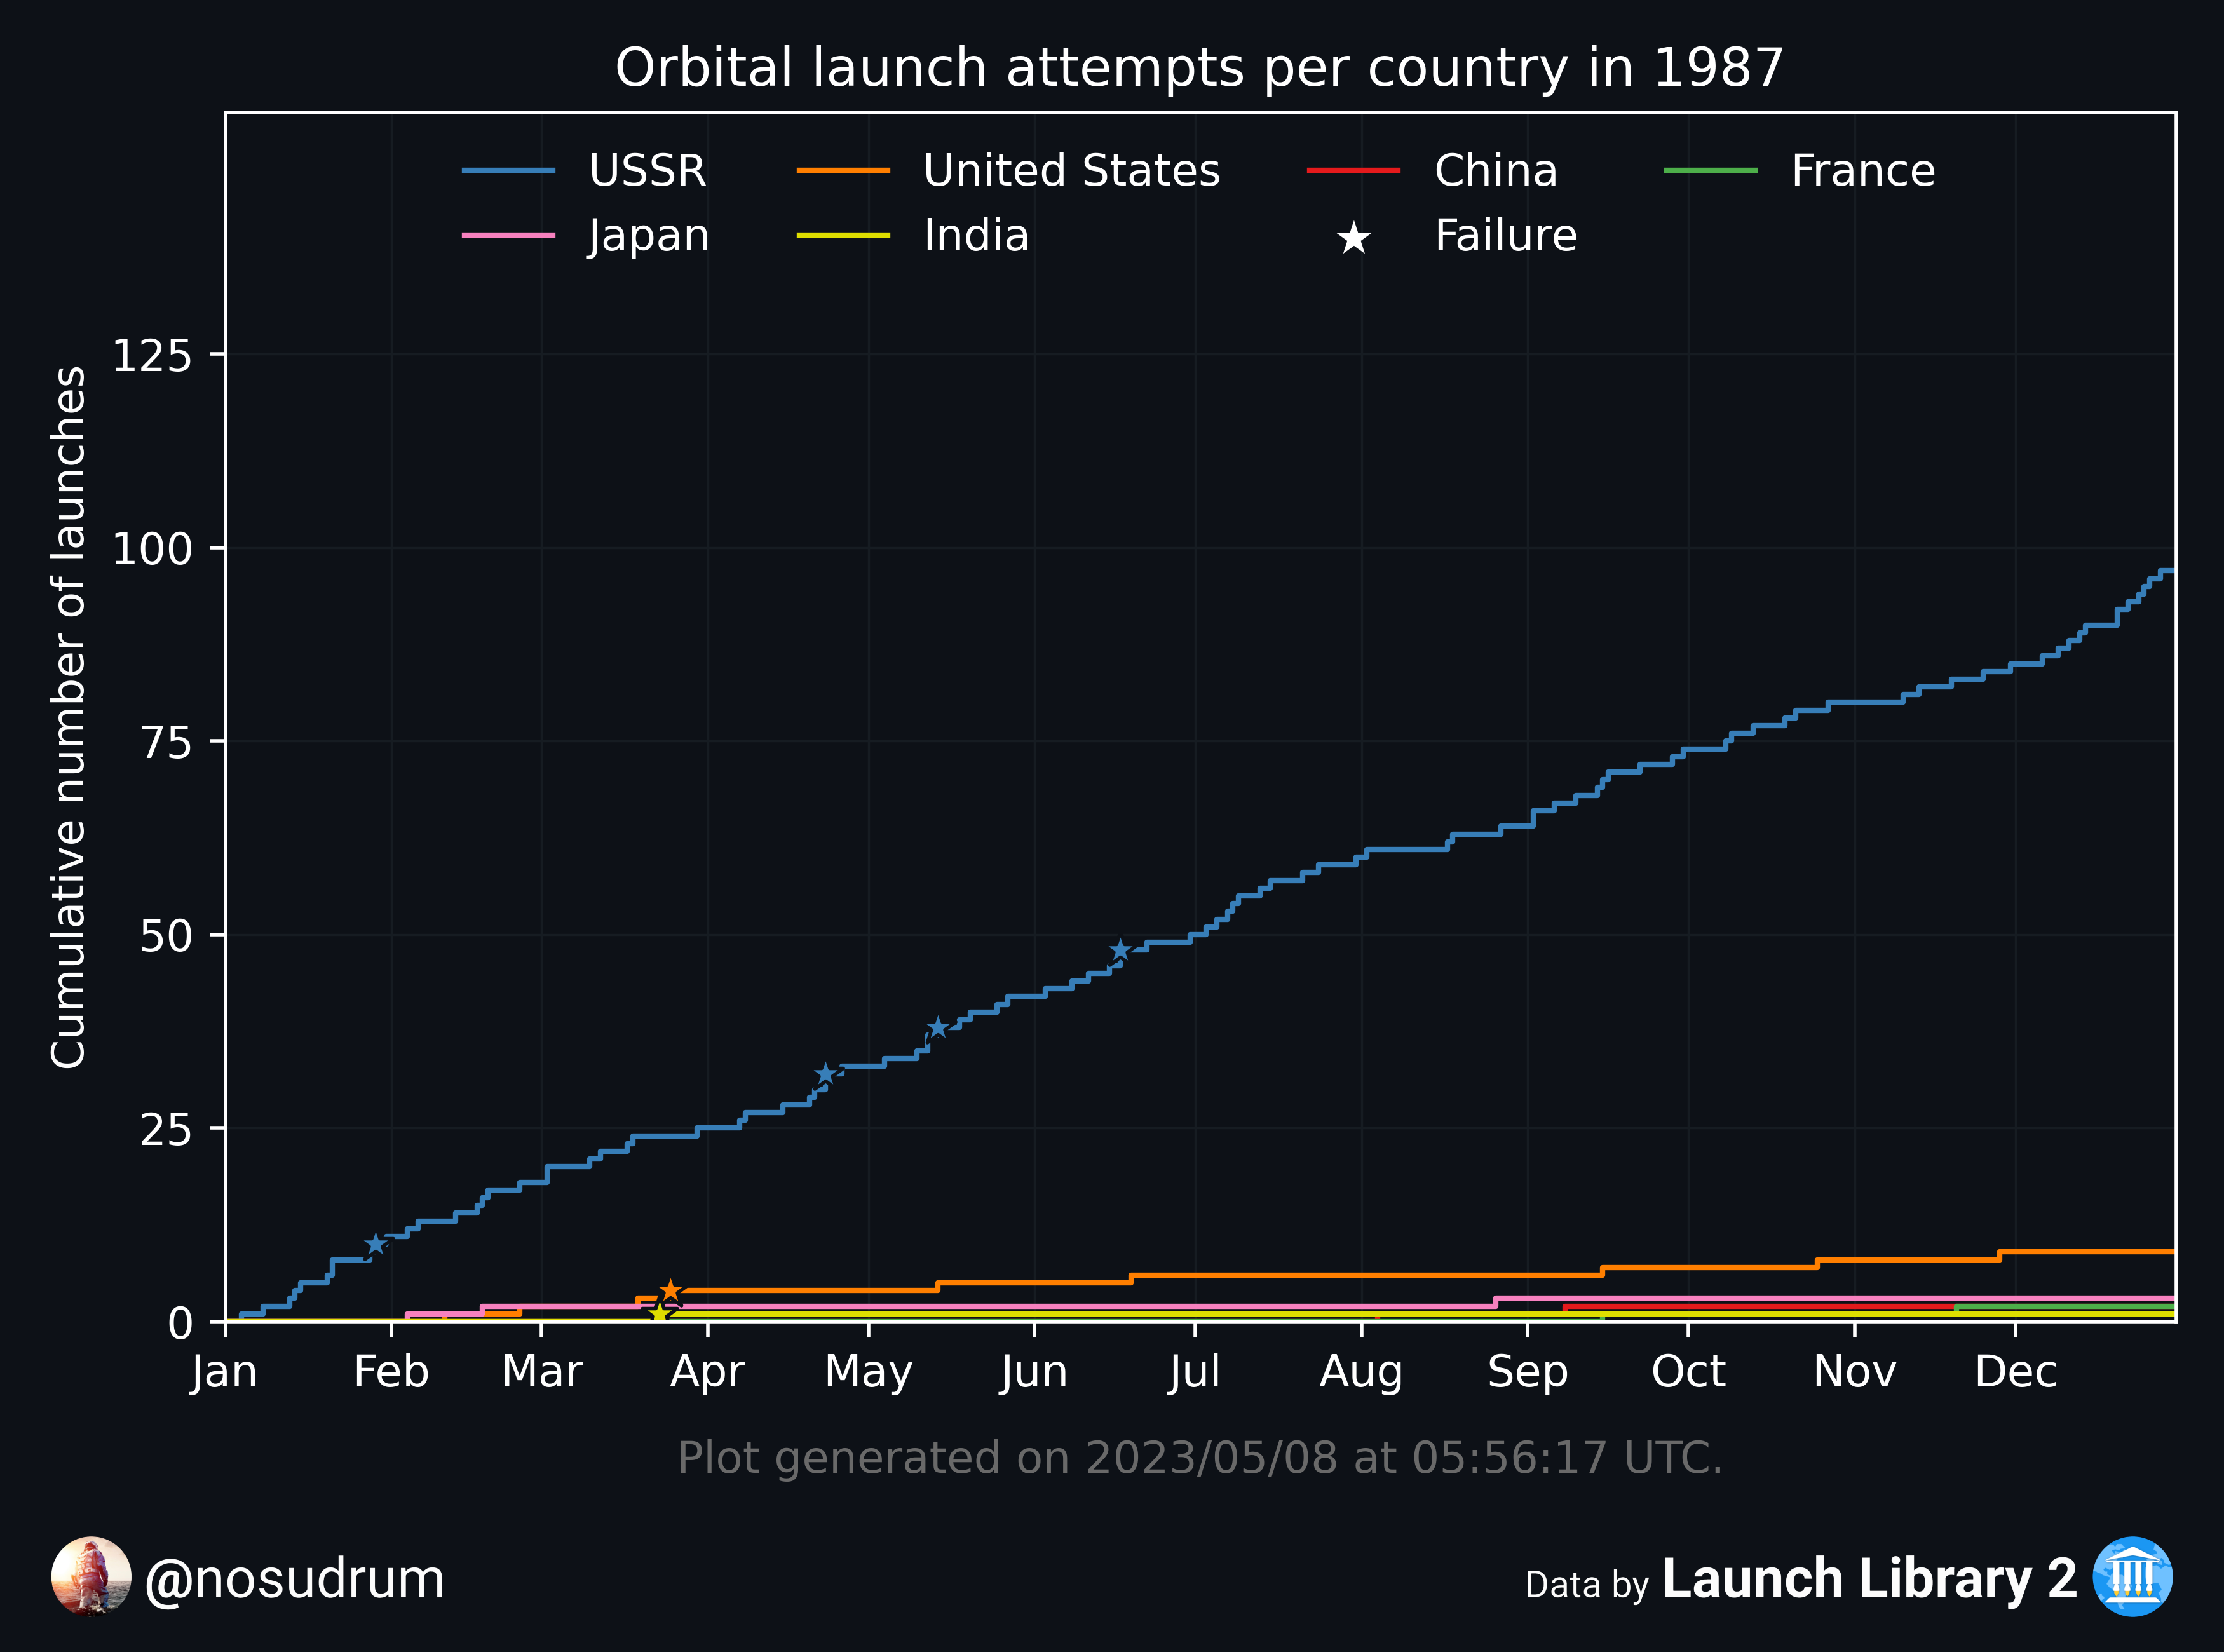 Orbital launch attempts per country in 1987
USSR United States China France
Japan India Failure
Cumulative number of launches
125
100
75
50
25
0
Jan Feb Mar Apr May Jun Jul Aug Sep Oct Nov Dec
Plot generated on 2023/05/08 at 05:56:17 UTC.
@nosudrum
Data by Launch Library 2